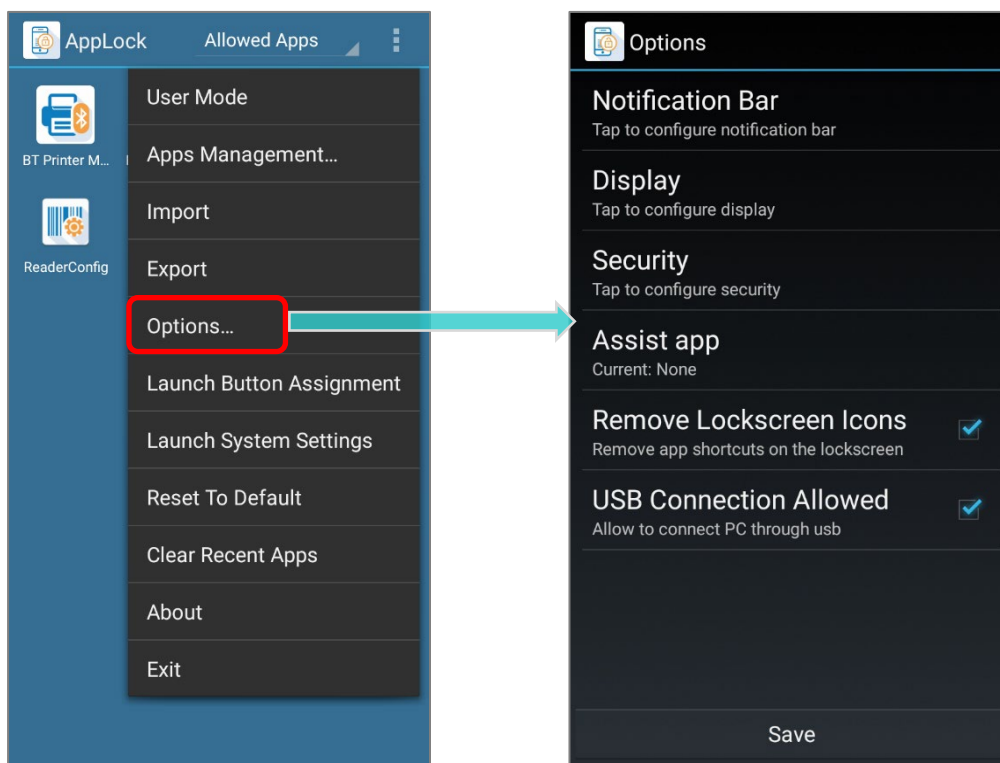 AppLock
Allowed Apps
User Mode
BT Printer M...
Apps Management...
Import
ReaderConfig
Export
Options...
Launch Button Assignment
Launch System Settings
Reset To Default
Clear Recent Apps
About
Exit
Options
Notification Bar
Tap to configure notification bar
Display
Tap to configure display
Security
Tap to configure security
Assist app
Current: None
Remove Lockscreen Icons
Remove app shortcuts on the lockscreen
USB Connection Allowed
Allow to connect PC through usb
Save